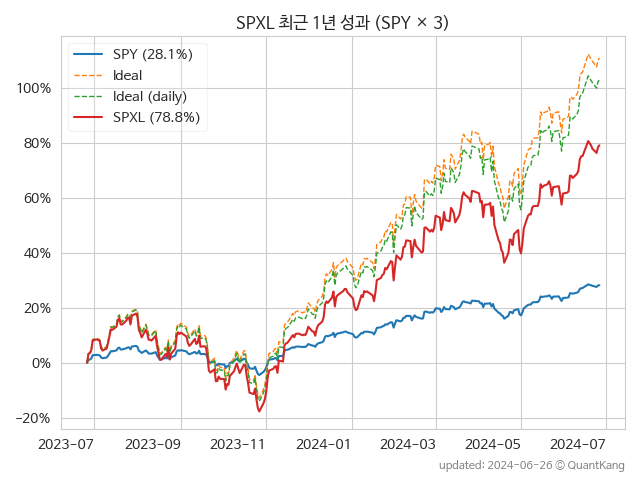 SPXL 최근 1년 성과 (SPY × 3)
SPY (28.1%)
Ideal
Ideal (daily)
SPXL (78.8%)
100%
80%
60%
40%
20%
0%
−20%
2023-07 2023-09 2023-11 2024-01 2024-03 2024-05 2024-07
updated: 2024-06-26 © QuantKang